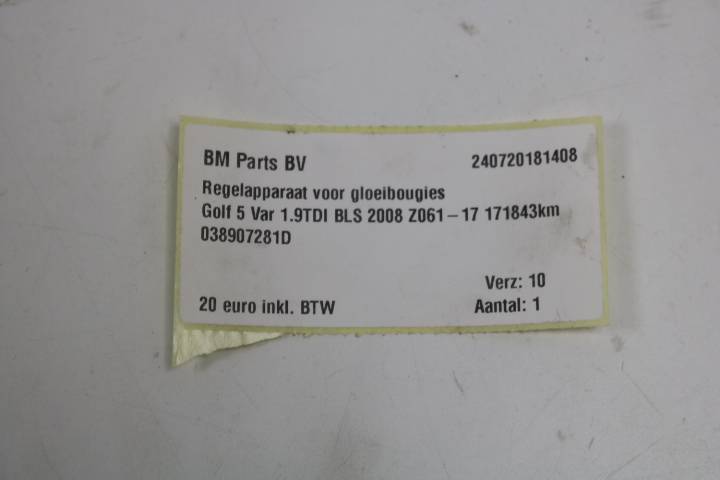 BM Parts BV 240720181408
Regelapparaat voor gloeibougies
Golf 5 Var 1.9TDI BLS 2008 Z061-17 171843km
038907281D
Verz: 10
20 euro inkl. BTW Aantal: 1